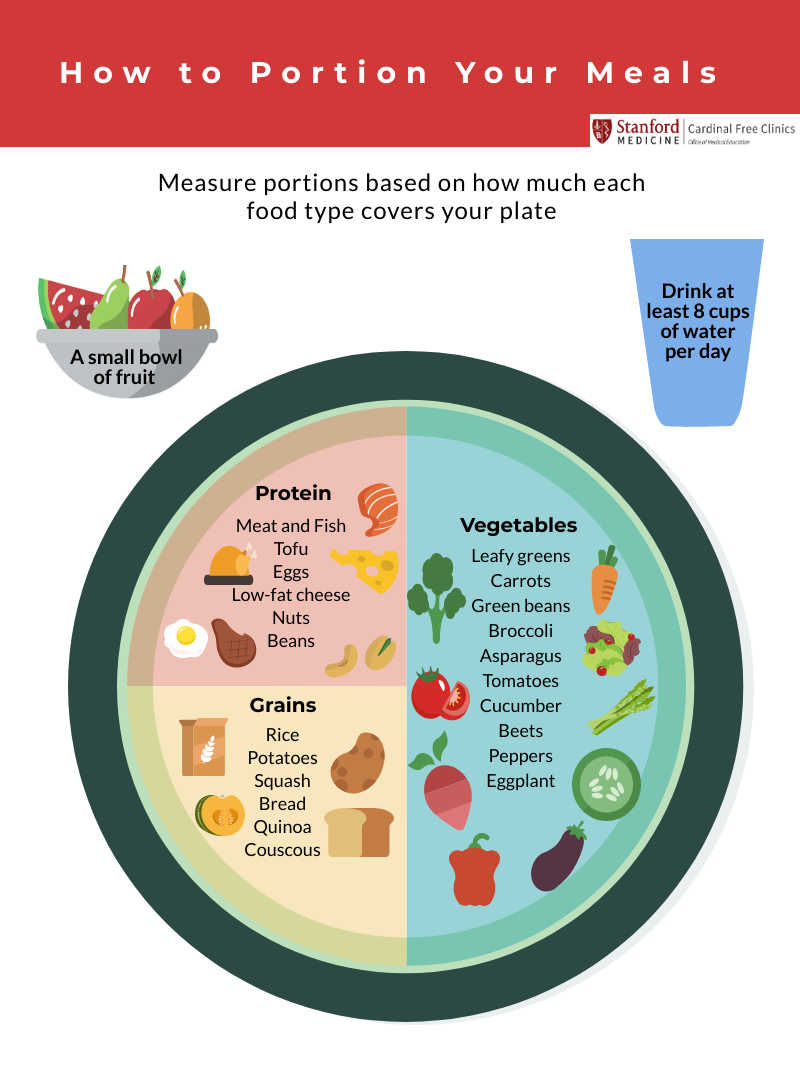 How to Portion Your Meals
Stanford
MEDICINE
Cardinal Free Clinics
Office of Medical Education
Measure portions based on how much each
food type covers your plate
A small bowl
of fruit
Drink at
least 8 cups
of water
per day
Protein
Meat and Fish
Tofu
Eggs
Low-fat cheese
Nuts
Beans
Vegetables
Leafy greens
Carrots
Green beans
Broccoli
Asparagus
Tomatoes
Cucumber
Beets
Peppers
Eggplant
Grains
Rice
Potatoes
Squash
Bread
Quinoa
Couscous